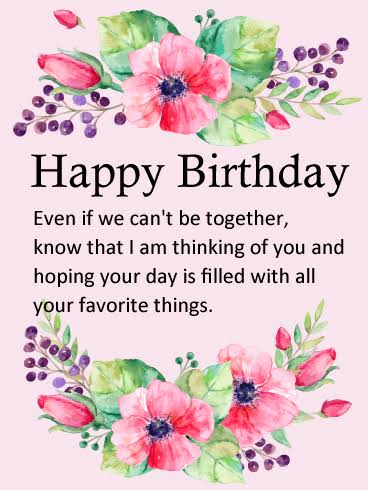 Happy Birthday
Even if we can't be together,
know that I am thinking of you and
hoping your day is filled with all
your favorite things.